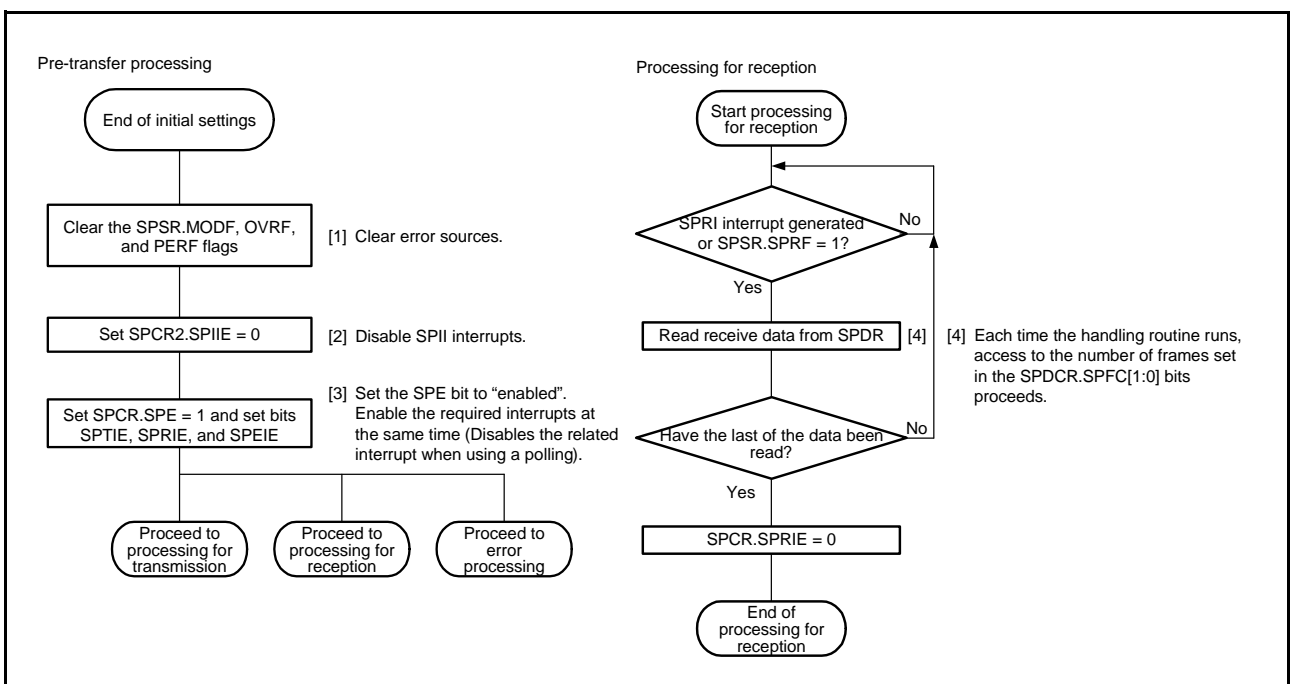 Pre-transfer processing
End of initial settings
Clear the SPSR.MODF, OVRF,
and PERF flags
[1] Clear error sources.
Set SPCR2.SPIIE = 0
[2] Disable SPII interrupts.
Set SPCR.SPE = 1 and set bits
SPTIE, SPRIE, and SPEIE
[3] Set the SPE bit to “enabled”.
Enable the required interrupts at
the same time (Disables the related
interrupt when using a polling).
Proceed to
processing for
transmission
Proceed to
processing for
reception
Proceed to
error
processing
Processing for reception
Start processing
for reception
SPRI interrupt generated
or SPSR.SPRF = 1?
No
Yes
Read receive data from SPDR
[4]
[4] Each time the handling routine runs,
access to the number of frames set
in the SPDCR.SPFC[1:0] bits
proceeds.
Have the last of the data been
read?
No
Yes
SPCR.SPRIE = 0
End of
processing for
reception